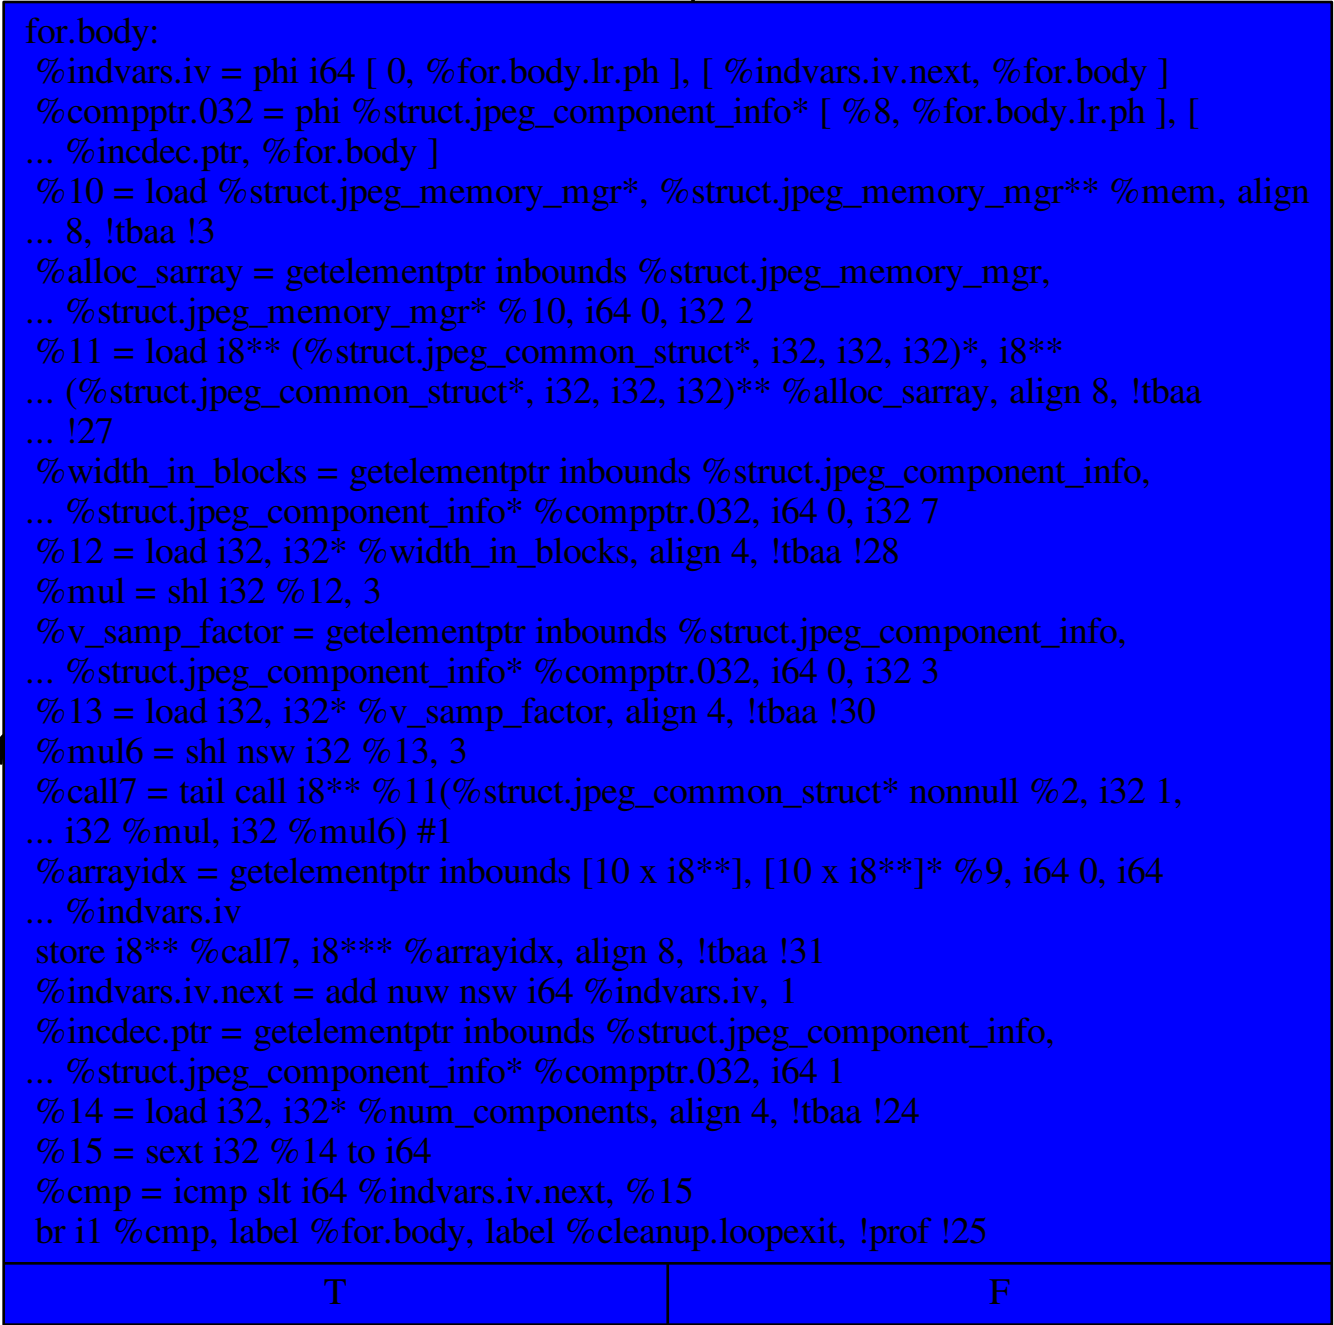 for.body:
%indvars.iv = phi i64 [ 0, %for.body.lr.ph ], [ %indvars.iv.next, %for.body ]
%compptr.032 = phi %struct.jpeg_component_info* [ %8, %for.body.lr.ph ], [
... %incdec.ptr, %for.body ]
%10 = load %struct.jpeg_memory_mgr*, %struct.jpeg_memory_mgr** %mem, align
... 8, !tbaa !3
%alloc_sarray = getelementptr inbounds %struct.jpeg_memory_mgr,
... %struct.jpeg_memory_mgr* %10, i64 0, i32 2
%11 = load i8** (%struct.jpeg_common_struct*, i32, i32, i32)*, i8**
... (%struct.jpeg_common_struct*, i32, i32, i32)** %alloc_sarray, align 8, !tbaa
... !27
%width_in_blocks = getelementptr inbounds %struct.jpeg_component_info,
... %struct.jpeg_component_info* %compptr.032, i64 0, i32 7
%12 = load i32, i32* %width_in_blocks, align 4, !tbaa !28
%mul = shl i32 %12, 3
%v_samp_factor = getelementptr inbounds %struct.jpeg_component_info,
... %struct.jpeg_component_info* %compptr.032, i64 0, i32 3
%13 = load i32, i32* %v_samp_factor, align 4, !tbaa !30
%mul6 = shl nsw i32 %13, 3
%call7 = tail call i8** %11(%struct.jpeg_common_struct* nonnull %2, i32 1,
... i32 %mul, i32 %mul6) #1
%arrayidx = getelementptr inbounds [10 x i8**], [10 x i8**]* %9, i64 0, i64
... %indvars.iv
store i8** %call7, i8*** %arrayidx, align 8, !tbaa !31
%indvars.iv.next = add nuw nsw i64 %indvars.iv, 1
%incdec.ptr = getelementptr inbounds %struct.jpeg_component_info,
... %struct.jpeg_component_info* %compptr.032, i64 1
%14 = load i32, i32* %num_components, align 4, !tbaa !24
%15 = sext i32 %14 to i64
%cmp = icmp slt i64 %indvars.iv.next, %15
br i1 %cmp, label %for.body, label %cleanup.loopexit, !prof !25
T
F